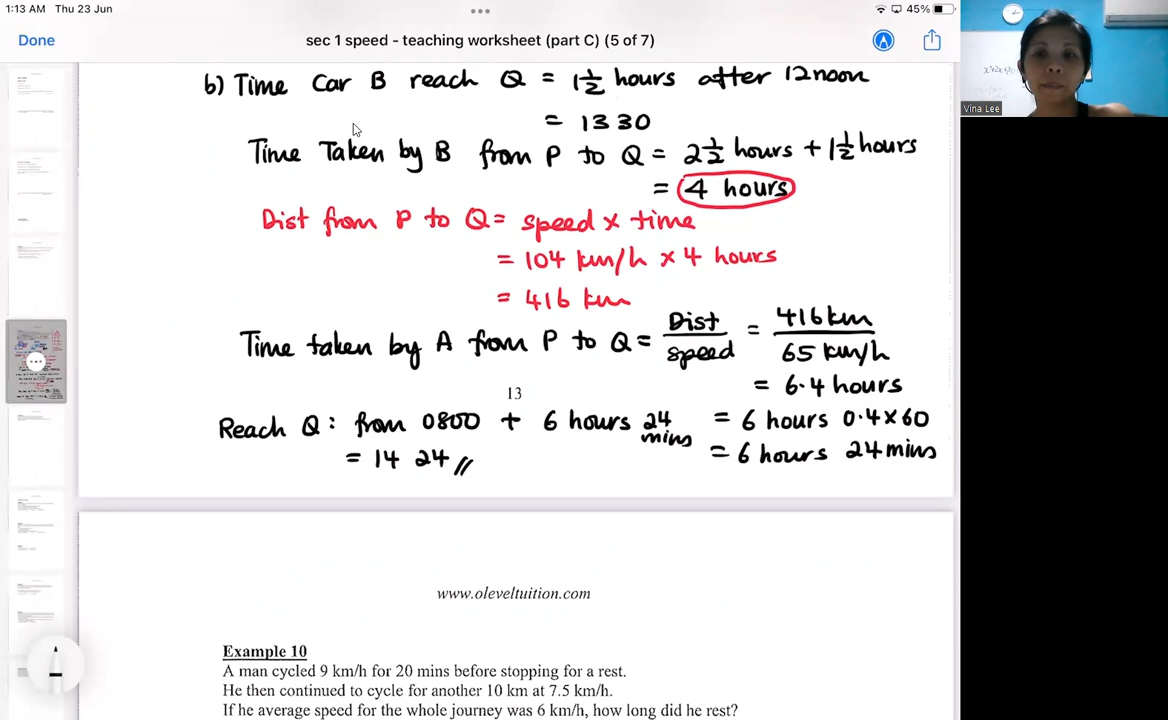 1:13 AM Thu 23 Jun
45%
Done
sec 1 speed - teaching worksheet (part C) (5 of 7)
Vina Lee
b) Time Car B reach Q = 1 1/2 hours after 12noon
= 1330
Time Taken by B from P to Q = 2 1/2 hours + 1 1/2 hours
= 4 hours
Dist from P to Q = speed x time
= 104 km/h x 4 hours
= 416 km
Time taken by A from P to Q = Dist/speed = 416km/65 km/h
= 6.4 hours
13
Reach Q: from 0800 + 6 hours 24 mins = 6 hours 0.4x60
= 14 24 // = 6 hours 24 mins
www.oleveltuition.com
Example 10
A man cycled 9 km/h for 20 mins before stopping for a rest.
He then continued to cycle for another 10 km at 7.5 km/h.
If he average speed for the whole journey was 6 km/h, how long did he rest?